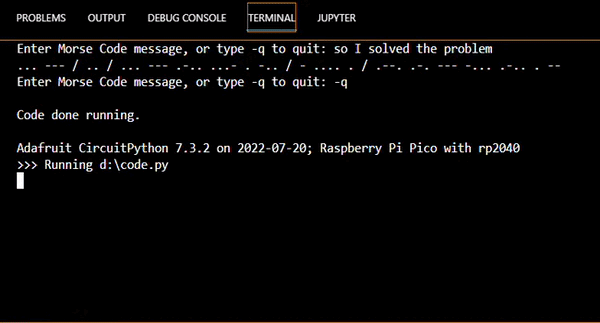 PROBLEMS OUTPUT DEBUG CONSOLE TERMINAL JUPYTER
Enter Morse Code message, or type -q to quit: so I solved the problem
... --- / .. / ... --- .-.. ...- . -.. / - .... . / .--. .-. --- -... .-.. . --
Enter Morse Code message, or type -q to quit: -q
Code done running.
Adafruit CircuitPython 7.3.2 on 2022-07-20; Raspberry Pi Pico with rp2040
>>> Running d:\code.py